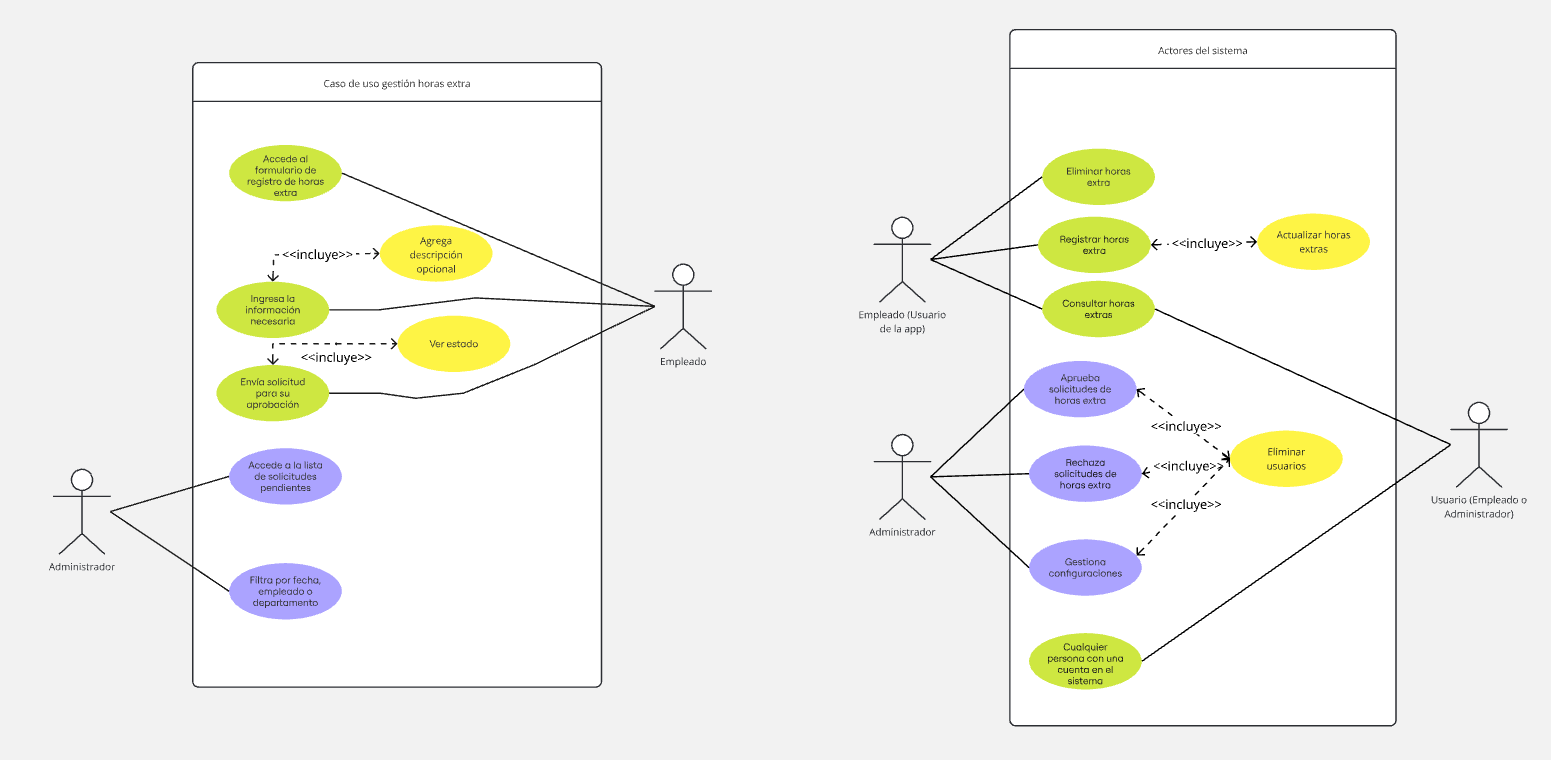 Caso de uso gestión horas extra
Accede al
formulario de
registro de horas
extra
Agrega
descripción
opcional
<<incluye>>
Ingresa la
información
necesaria
Ver estado
<<incluye>>
Envía solicitud
para su
aprobación
Empleado
Accede a la lista
de solicitudes
pendientes
Administrador
Filtra por fecha,
empleado o
departamento
Actores del sistema
Eliminar horas
extra
Registrar horas
extra
<<incluye>>
Actualizar horas
extras
Consultar horas
extras
Empleado (Usuario
de la app)
Aprueba
solicitudes de
horas extra
<<incluye>>
Rechaza
solicitudes de
horas extra
<<incluye>>
Eliminar
usuarios
<<incluye>>
Gestiona
configuraciones
Administrador
Usuario (Empleado o
Administrador)
Cualquier
persona con una
cuenta en el
sistema